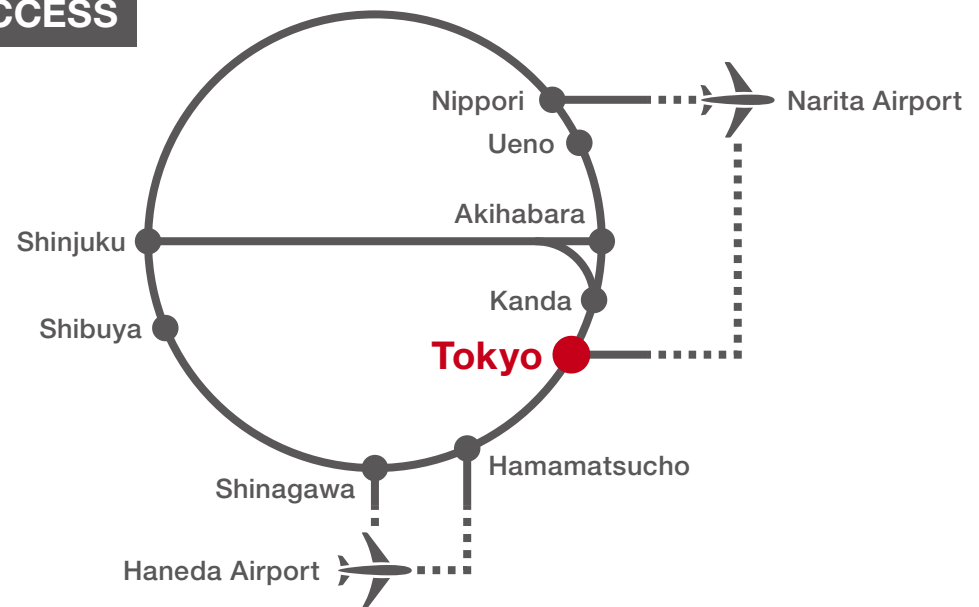 CCESS
Nippori
Narita Airport
Ueno
Akihabara
Shinjuku
Kanda
Shibuya
Tokyo
Hamamatsucho
Shinagawa
Haneda Airport